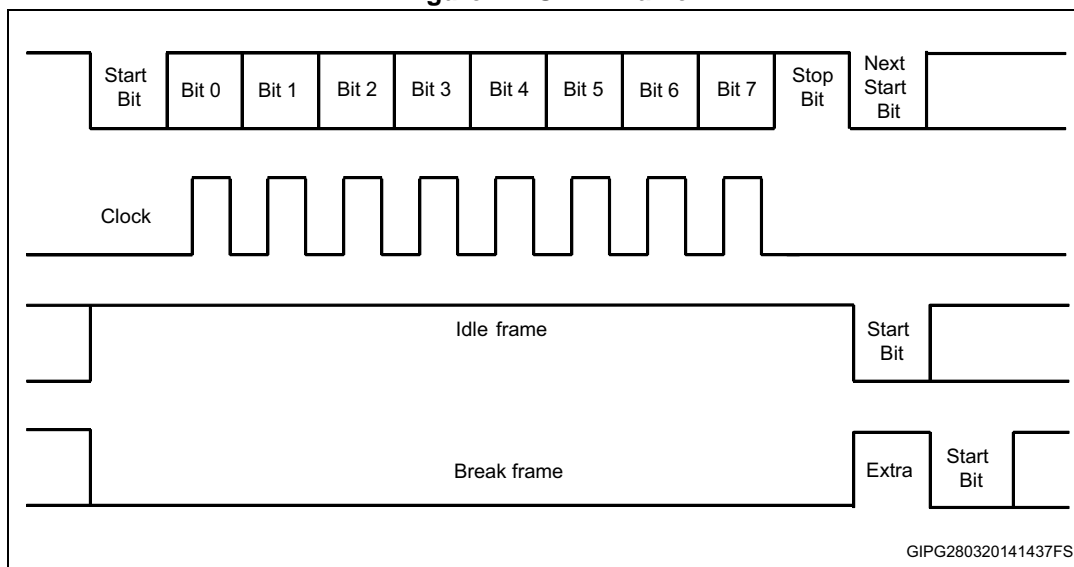 Start
Bit
Bit 0
Bit 1
Bit 2
Bit 3
Bit 4
Bit 5
Bit 6
Bit 7
Stop
Bit
Next
Start
Bit
Clock
Idle frame
Start
Bit
Break frame
Extra
Start
Bit
GIPG280320141437FS